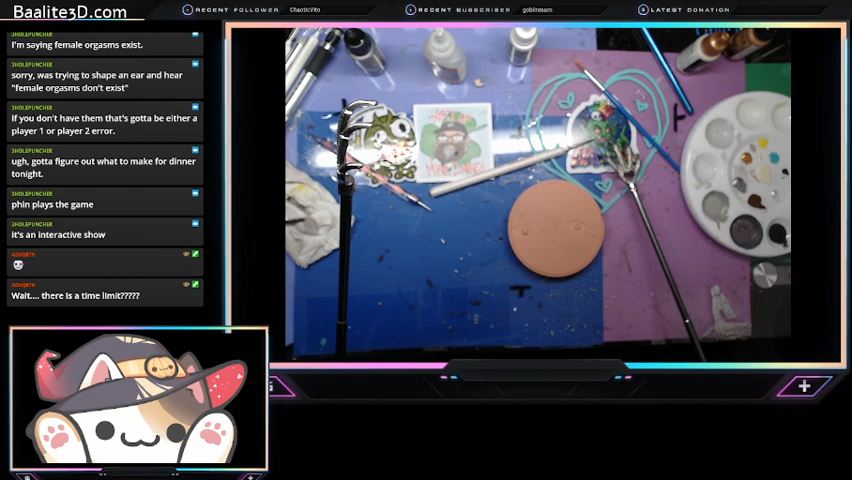 Baalite3D.com
RECENT FOLLOWER ChaoticVito
RECENT SUBSCRIBER goblinmarn
LATEST DONATION
3HOLEPUNCHER
I'm saying female orgasms exist.
3HOLEPUNCHER
sorry, was trying to shape an ear and hear
"female orgasms don't exist"
3HOLEPUNCHER
if you don't have them that's gotta be either a
player 1 or player 2 error.
3HOLEPUNCHER
ugh, gotta figure out what to make for dinner
tonight.
3HOLEPUNCHER
phin plays the game
3HOLEPUNCHER
it's an interactive show
Wait.... there is a time limit?????